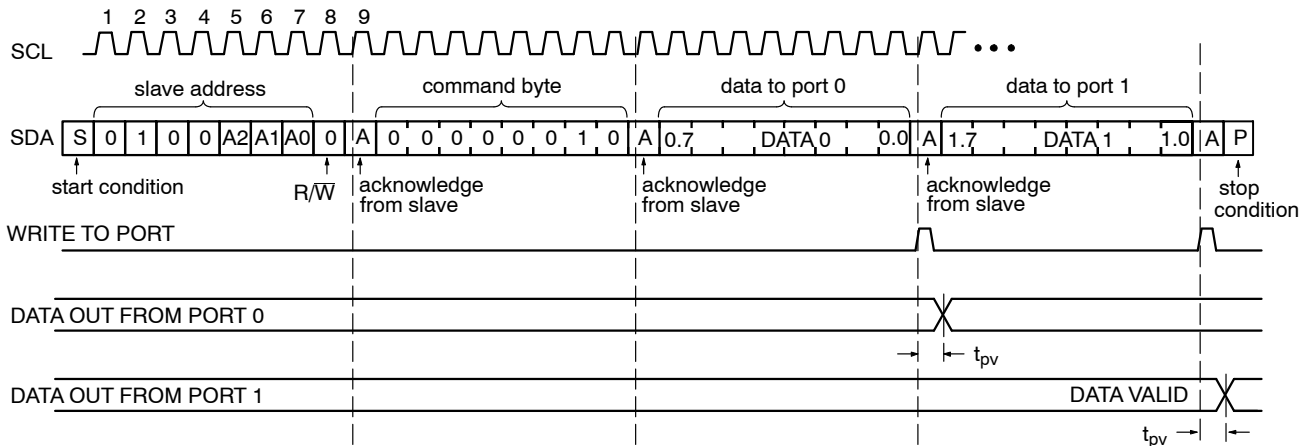 1 2 3 4 5 6 7 8 9
SCL
slave address command byte data to port 0 data to port 1
SDA S 0 1 0 0 A2 A1 A0 0 A 0 0 0 0 0 0 1 0 A 0.7 DATA 0 0.0 A 1.7 DATA 1 1.0 A P
start condition R/W̅ acknowledge from slave acknowledge from slave acknowledge from slave stop condition
WRITE TO PORT
DATA OUT FROM PORT 0
tpv
DATA OUT FROM PORT 1 DATA VALID
tpv